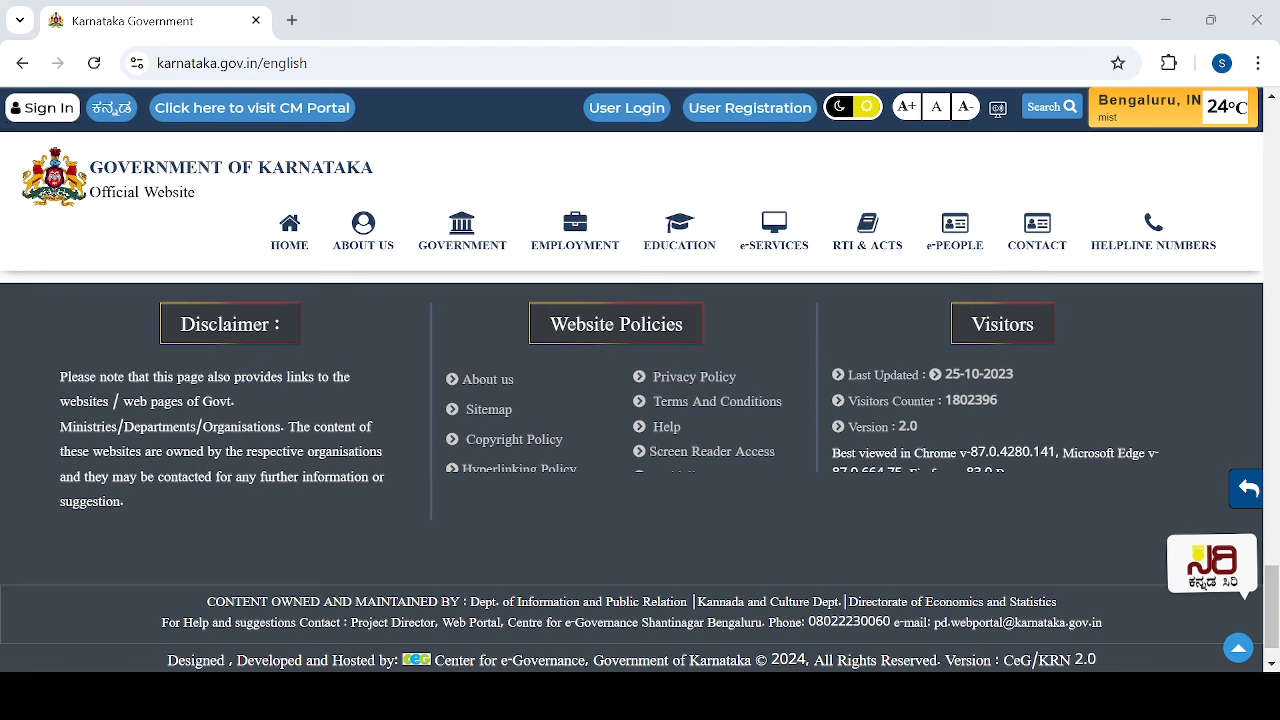 Karnataka Government
karnataka.gov.in/english
S
Sign In
ಕನ್ನಡ
Click here to visit CM Portal
User Login
User Registration
A+
A
A-
Search
Bengaluru, IN
mist
24°C
GOVERNMENT OF KARNATAKA
Official Website
HOME
ABOUT US
GOVERNMENT
EMPLOYMENT
EDUCATION
e-SERVICES
RTI & ACTS
e-PEOPLE
CONTACT
HELPLINE NUMBERS
Disclaimer :
Please note that this page also provides links to the
websites / web pages of Govt.
Ministries/Departments/Organisations. The content of
these websites are owned by the respective organisations
and they may be contacted for any further information or
suggestion.
Website Policies
About us
Sitemap
Copyright Policy
Hyperlinking Policy
Privacy Policy
Terms And Conditions
Help
Screen Reader Access
Visitors
Last Updated : 25-10-2023
Visitors Counter : 1802396
Version : 2.0
Best viewed in Chrome v-87.0.4280.141, Microsoft Edge v-
ಸಿರಿ
ಕನ್ನಡ ಸಿರಿ
CONTENT OWNED AND MAINTAINED BY : Dept. of Information and Public Relation |Kannada and Culture Dept.|Directorate of Economics and Statistics
For Help and suggestions Contact : Project Director, Web Portal, Centre for e-Governance Shantinagar Bengaluru. Phone: 08022230060 e-mail: pd.webportal@karnataka.gov.in
Designed , Developed and Hosted by: CeG Center for e-Governance, Government of Karnataka © 2024, All Rights Reserved. Version : CeG/KRN 2.0